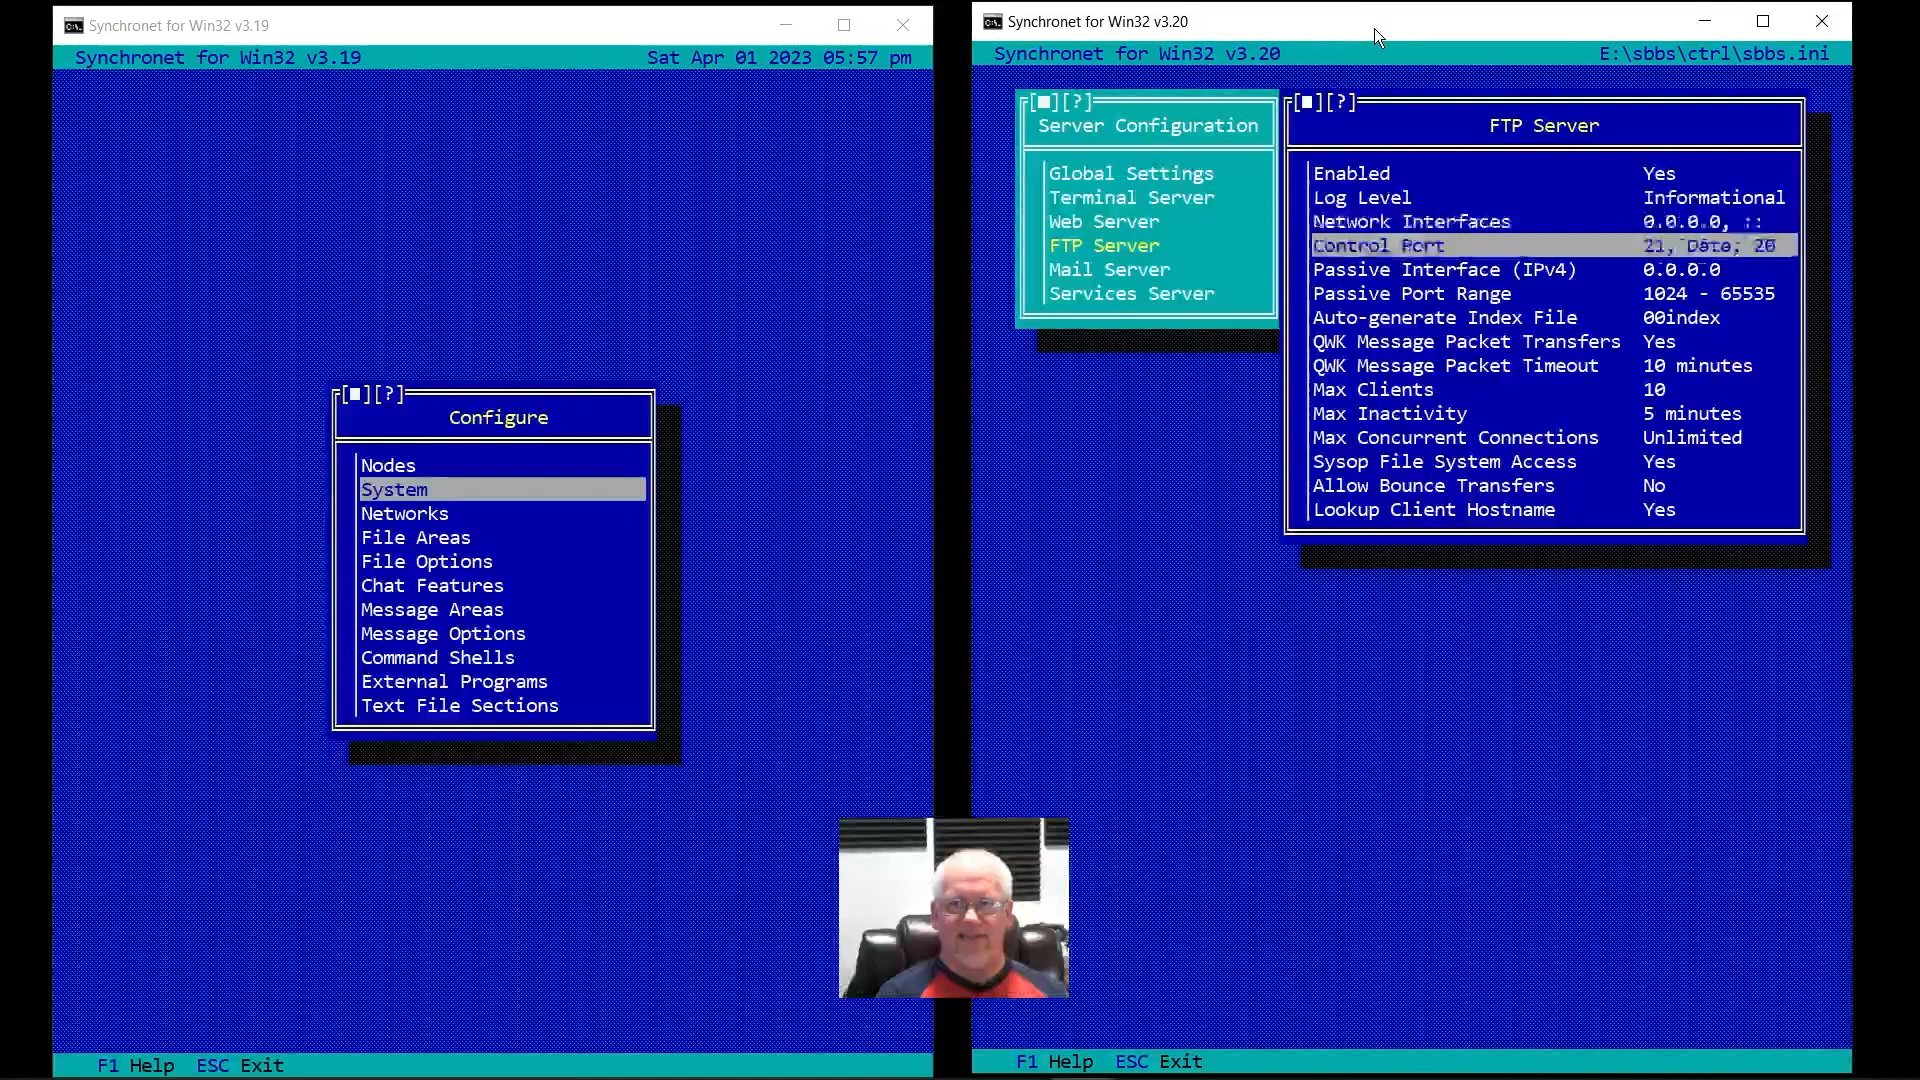 Synchronet for Win32 v3.19
Synchronet for Win32 v3.19 Sat Apr 01 2023 05:57 pm
[■][?]
Configure
Nodes
System
Networks
File Areas
File Options
Chat Features
Message Areas
Message Options
Command Shells
External Programs
Text File Sections
F1 Help ESC Exit
Synchronet for Win32 v3.20
Synchronet for Win32 v3.20 E:\sbbs\ctrl\sbbs.ini
[■][?]
Server Configuration
Global Settings
Terminal Server
Web Server
FTP Server
Mail Server
Services Server
[■][?]
FTP Server
Enabled Yes
Log Level Informational
Network Interfaces 0.0.0.0, ::
Control Port 21, Data: 20
Passive Interface (IPv4) 0.0.0.0
Passive Port Range 1024 - 65535
Auto-generate Index File 00index
QWK Message Packet Transfers Yes
QWK Message Packet Timeout 10 minutes
Max Clients 10
Max Inactivity 5 minutes
Max Concurrent Connections Unlimited
Sysop File System Access Yes
Allow Bounce Transfers No
Lookup Client Hostname Yes
F1 Help ESC Exit